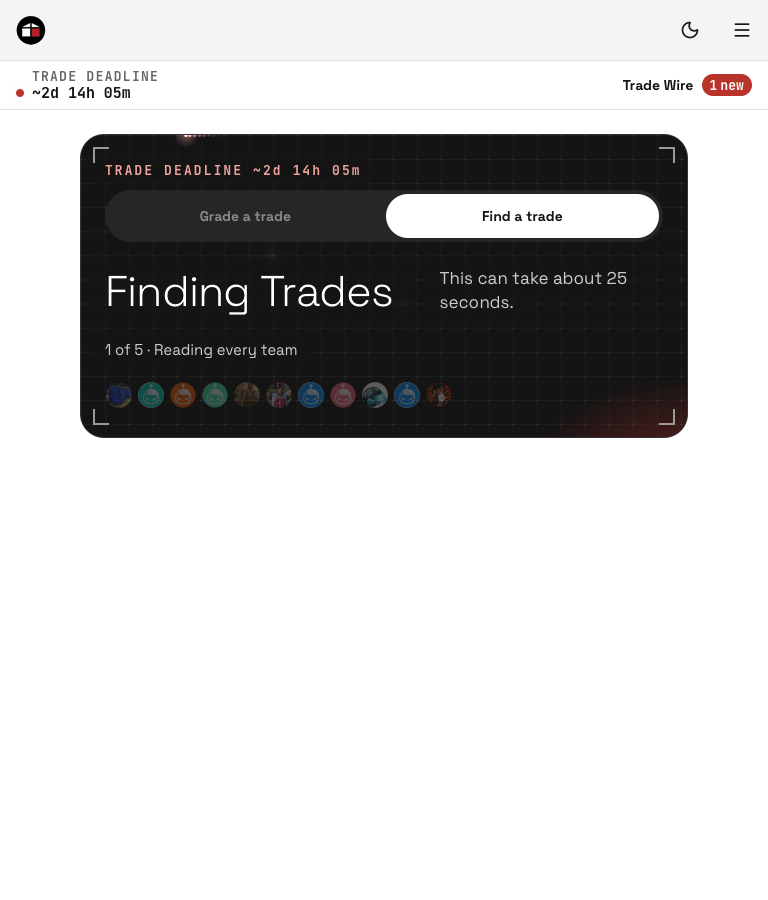 TRADE DEADLINE
~2d 14h 05m
Trade Wire
1 new
TRADE DEADLINE ~2d 14h 05m
Grade a trade
Find a trade
Finding Trades
This can take about 25
seconds.
1 of 5 · Reading every team